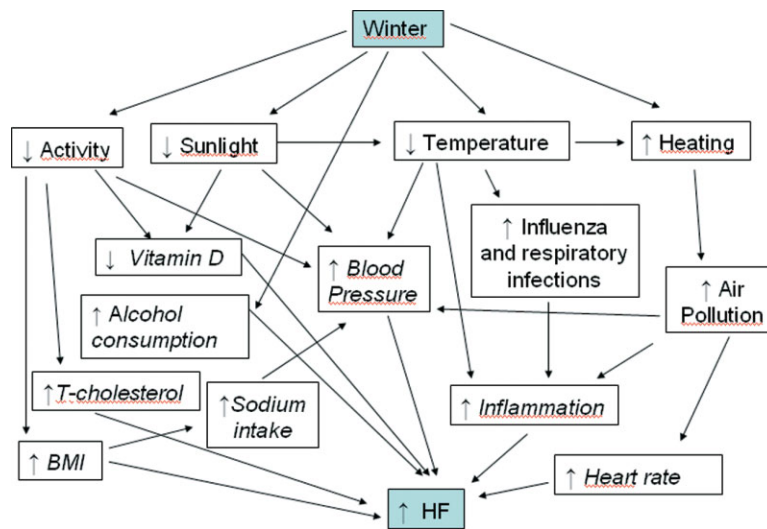 Winter
↓ Activity
↓ Sunlight
↓ Temperature
↑ Heating
↓ Vitamin D
↑ Blood
Pressure
↑ Influenza
and respiratory
infections
↑ Air
Pollution
↑ Alcohol
consumption
↑T-cholesterol
↑Sodium
intake
↑ Inflammation
↑ BMI
↑ Heart rate
↑ HF